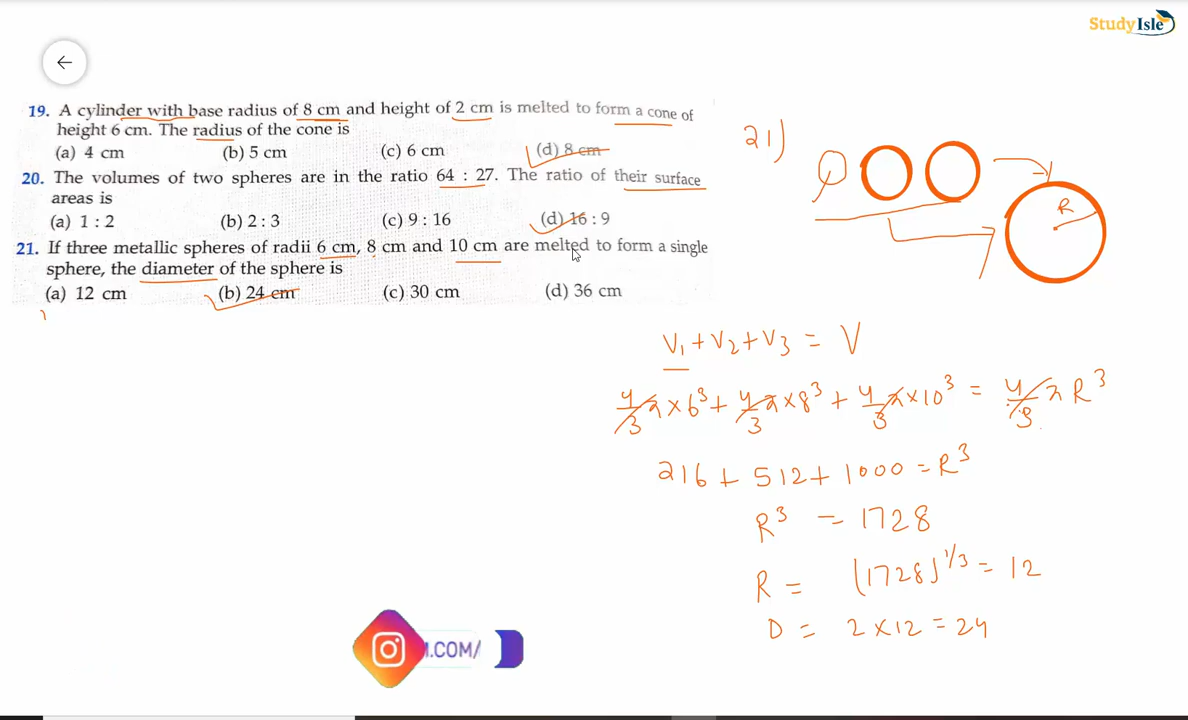 StudyIsle
19. A cylinder with base radius of 8 cm and height of 2 cm is melted to form a cone of
height 6 cm. The radius of the cone is
(a) 4 cm (b) 5 cm (c) 6 cm (d) 8 cm
20. The volumes of two spheres are in the ratio 64 : 27. The ratio of their surface
areas is
(a) 1 : 2 (b) 2 : 3 (c) 9 : 16 (d) 16 : 9
21. If three metallic spheres of radii 6 cm, 8 cm and 10 cm are melted to form a single
sphere, the diameter of the sphere is
(a) 12 cm (b) 24 cm (c) 30 cm (d) 36 cm
21)
R
V₁ + V₂ + V₃ = V
4/3 π × 6³ + 4/3 π × 8³ + 4/3 π × 10³ = 4/3 π R³
216 + 512 + 1000 = R³
R³ = 1728
R = (1728)^1/3 = 12
D = 2 × 12 = 24
.COM/